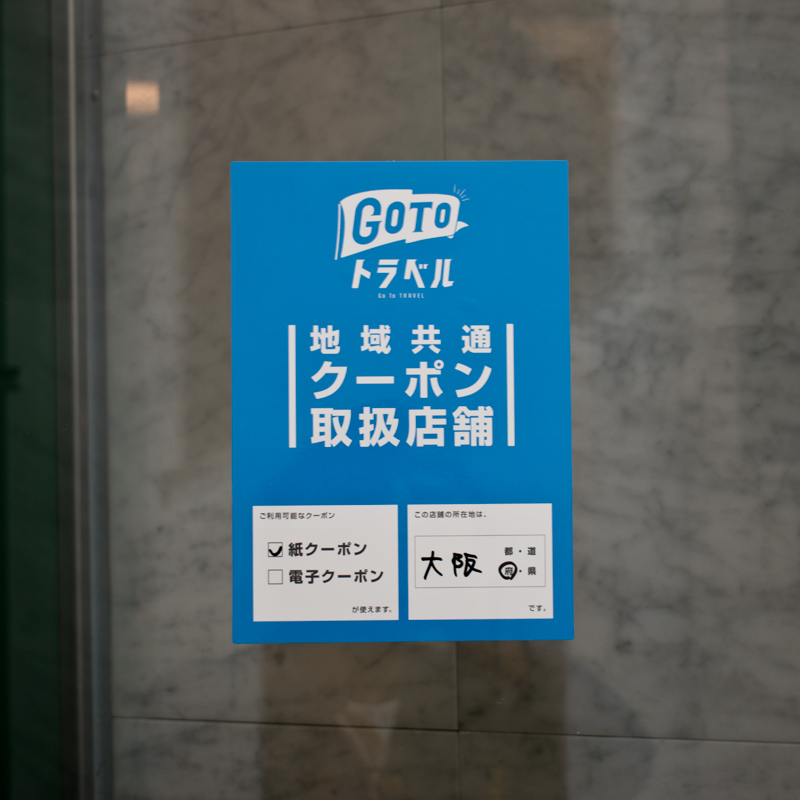 GOTO
トラベル
Go To TRAVEL
地域共通
クーポン
取扱店舗
ご利用可能なクーポン
紙クーポン
電子クーポン
が使えます。
この店舗の所在地は、
都・道
大阪 府・県
です。